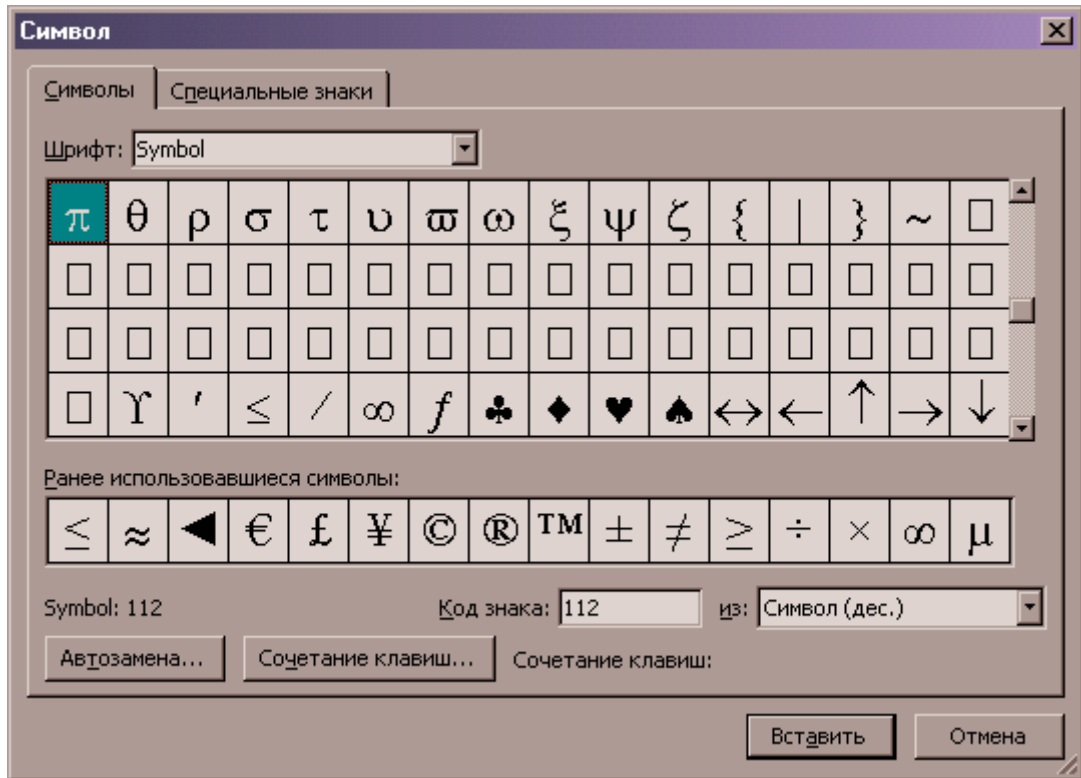 Символ
Символы Специальные знаки
Шрифт: Symbol
π θ ρ σ τ υ ϖ ω ξ ψ ζ { | } ~ □
□ □ □ □ □ □ □ □ □ □ □ □ □ □ □ □
□ □ □ □ □ □ □ □ □ □ □ □ □ □ □ □
□ ϒ ′ ≤ ⁄ ∞ ƒ ♣ ♦ ♥ ♠ ↔ ← ↑ → ↓
Ранее использовавшиеся символы:
≤ ≈ ◄ € £ ¥ © ® ™ ± ≠ ≥ ÷ × ∞ µ
Symbol: 112 Код знака: 112 из: Символ (дес.)
Автозамена... Сочетание клавиш... Сочетание клавиш:
Вставить Отмена